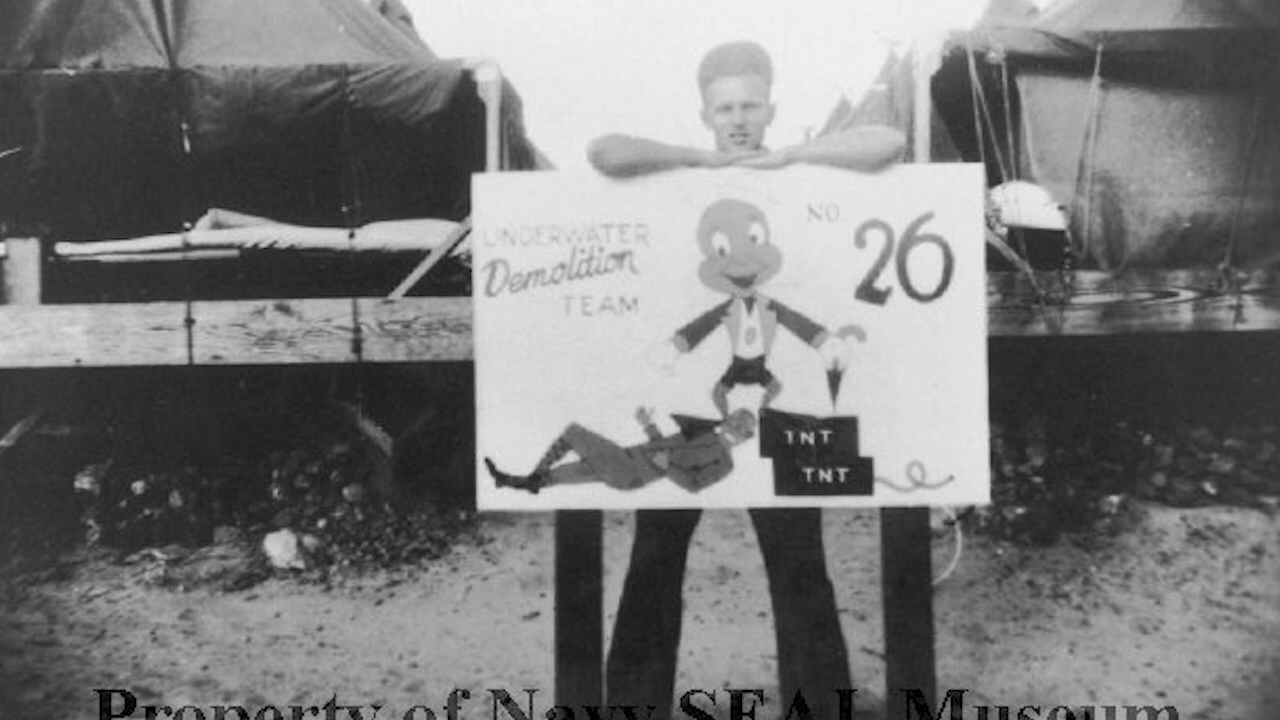 UNDERWATER
Demolition
TEAM
NO.
26
TNT
TNT
Property of Navy SEAL Museum